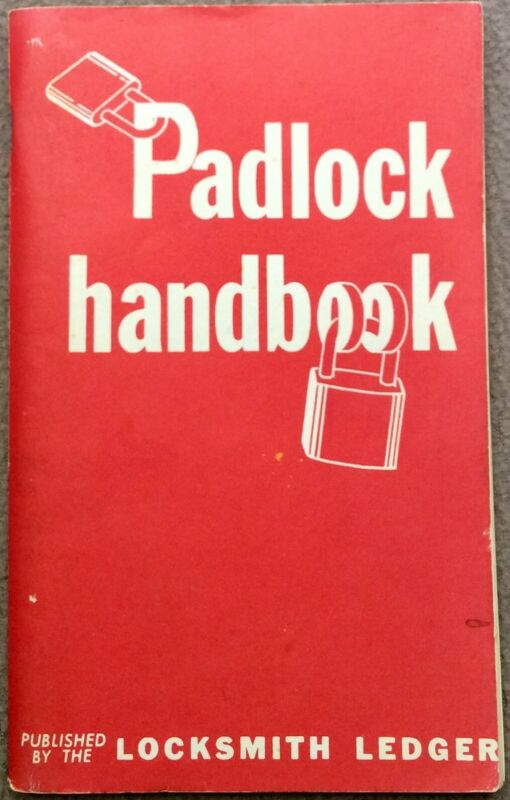 Padlock
handbook
PUBLISHED
BY THE
LOCKSMITH LEDGER